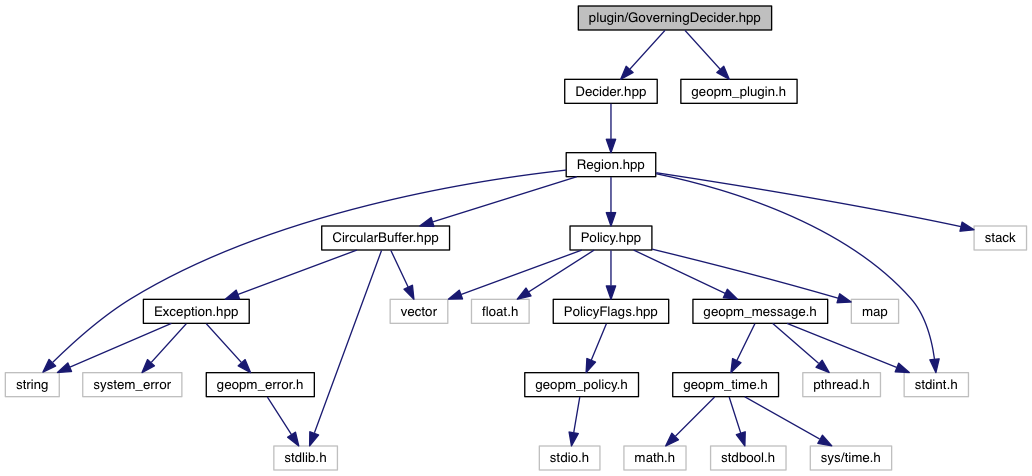 plugin/GoverningDecider.hpp
Decider.hpp
geopm_plugin.h
Region.hpp
CircularBuffer.hpp
Policy.hpp
stack
Exception.hpp
vector
float.h
PolicyFlags.hpp
geopm_message.h
map
string
system_error
geopm_error.h
geopm_policy.h
geopm_time.h
pthread.h
stdint.h
stdlib.h
stdio.h
math.h
stdbool.h
sys/time.h